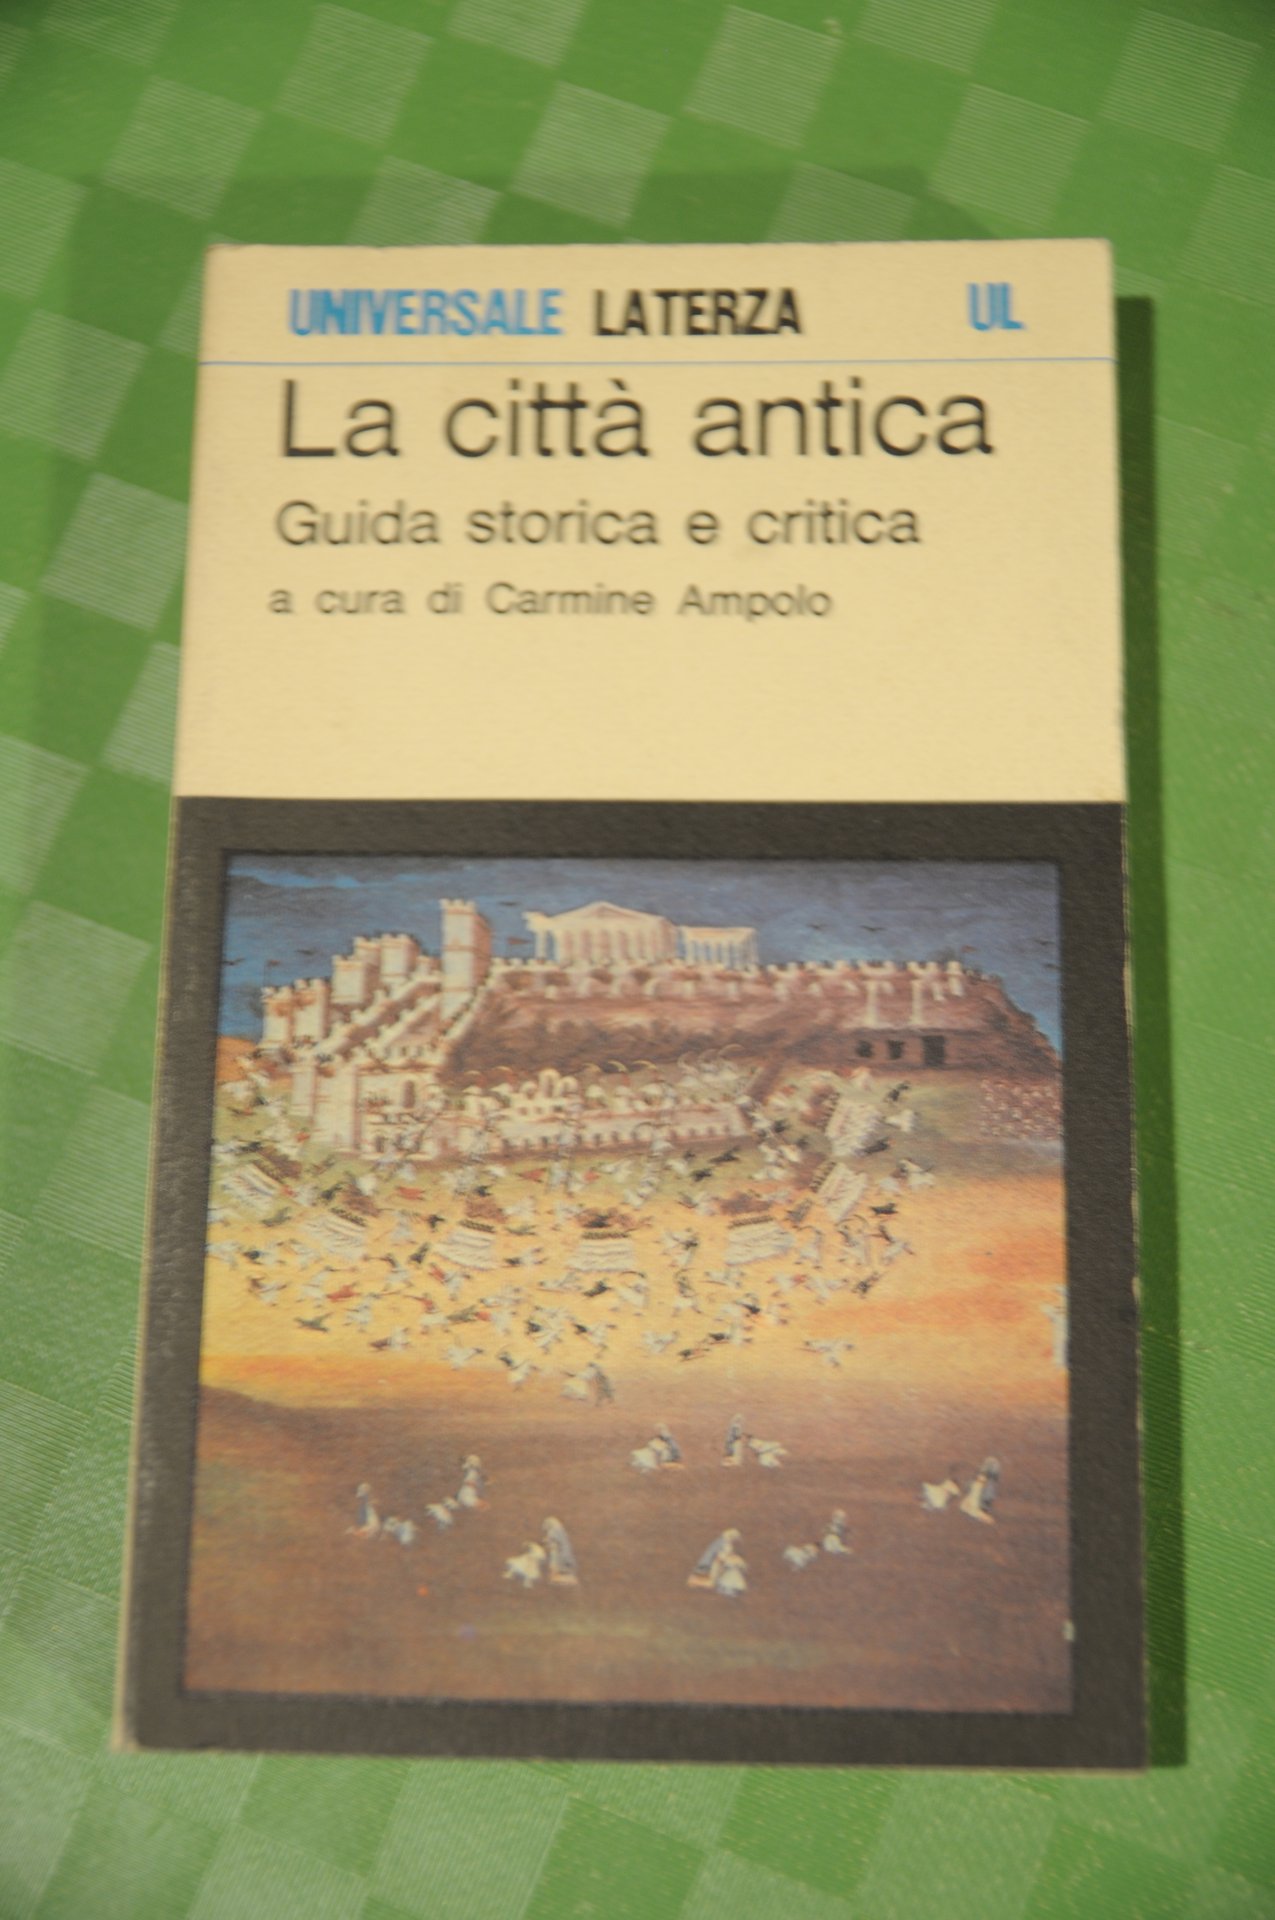 UNIVERSALE LATERZA UL
La città antica
Guida storica e critica
a cura di Carmine Ampolo